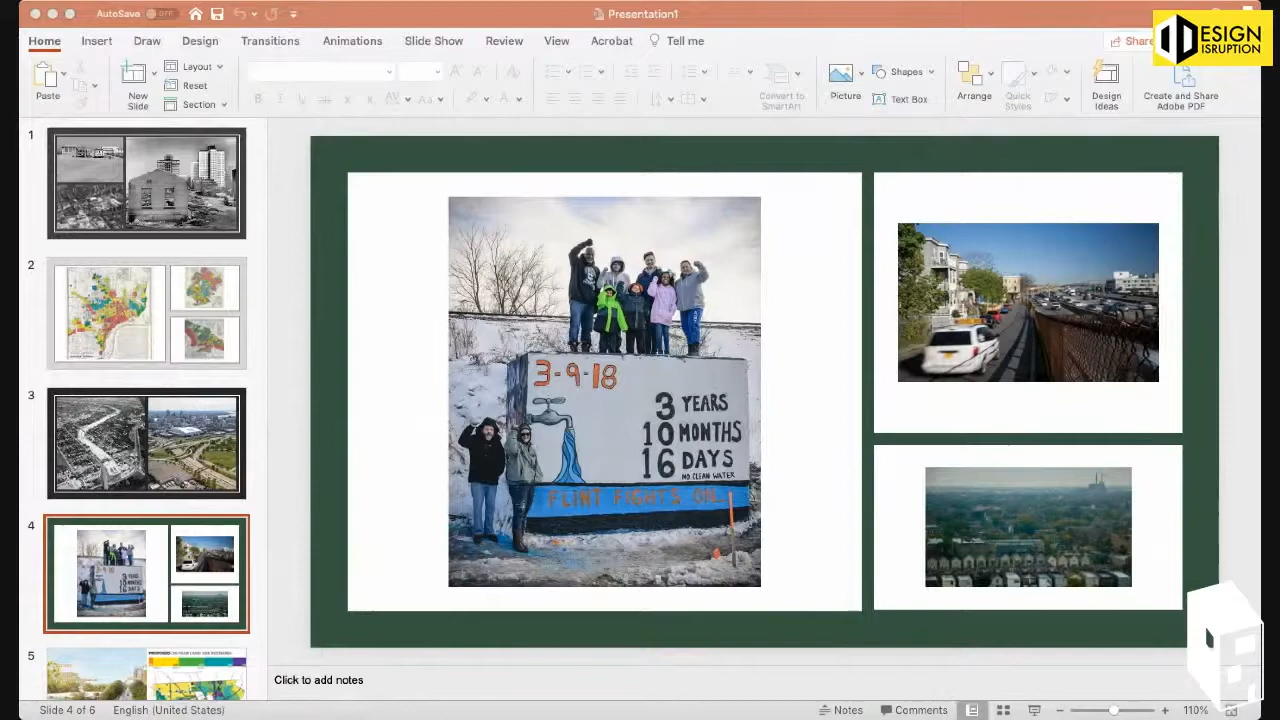 AutoSave OFF
Presentation1
DESIGN
DISRUPTION
Home Insert Draw Design Transitions Animations Slide Show Review View Acrobat Tell me
Share
Paste
New
Slide
Layout
Reset
Section
Convert to
SmartArt
Picture
Shapes
Text Box
Arrange
Quick
Styles
Design
Ideas
Create and Share
Adobe PDF
1
2
3
4
5
3-9-18
3 YEARS
10 MONTHS
16 DAYS
NO CLEAN WATER
FLINT FIGHTS ON
Click to add notes
Slide 4 of 6
English (United States)
Notes
Comments
110%